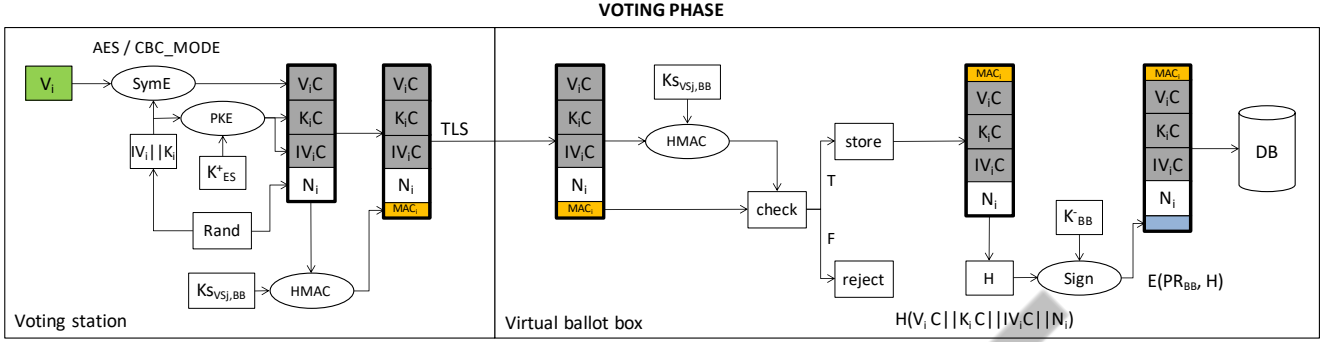 VOTING PHASE
AES / CBC_MODE
Vᵢ
SymE
PKE
IVᵢ||Kᵢ
K⁺ES
Rand
KsVSj,BB
HMAC
VᵢC
KᵢC
IVᵢC
Nᵢ
VᵢC
KᵢC
IVᵢC
Nᵢ
MACᵢ
Voting station
TLS
VᵢC
KᵢC
IVᵢC
Nᵢ
MACᵢ
KsVSj,BB
HMAC
check
T
F
store
reject
MACᵢ
VᵢC
KᵢC
IVᵢC
Nᵢ
H
K⁻BB
Sign
MACᵢ
VᵢC
KᵢC
IVᵢC
Nᵢ
DB
E(PRBB, H)
H(Vᵢ C||Kᵢ C||IVᵢC||Nᵢ)
Virtual ballot box